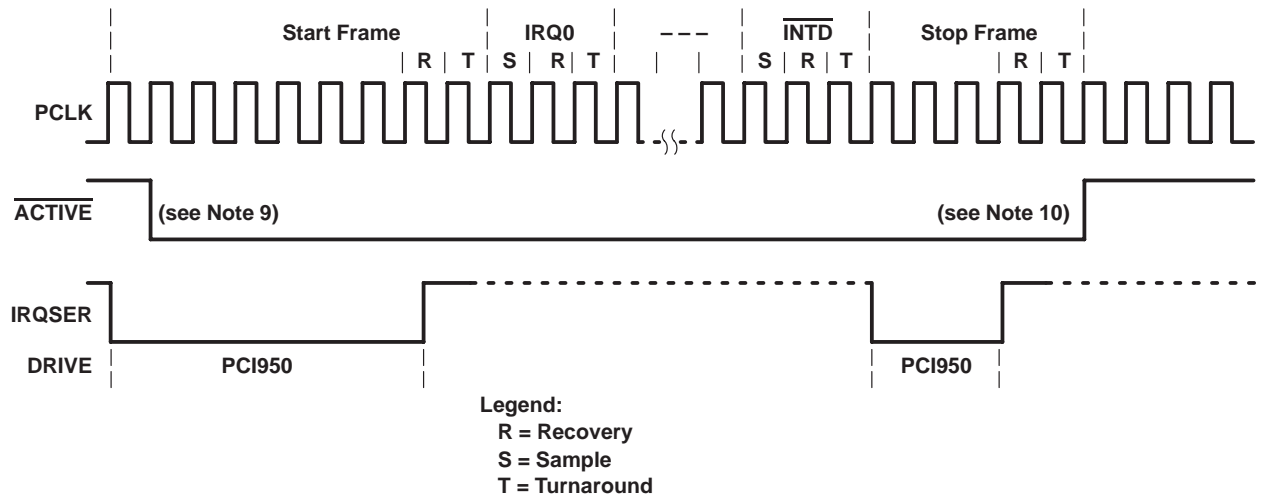 Start Frame IRQ0 – – – INTD Stop Frame
R T S R T S R T R T
PCLK
ACTIVE (see Note 9) (see Note 10)
IRQSER
DRIVE PCI950 PCI950
Legend:
R = Recovery
S = Sample
T = Turnaround